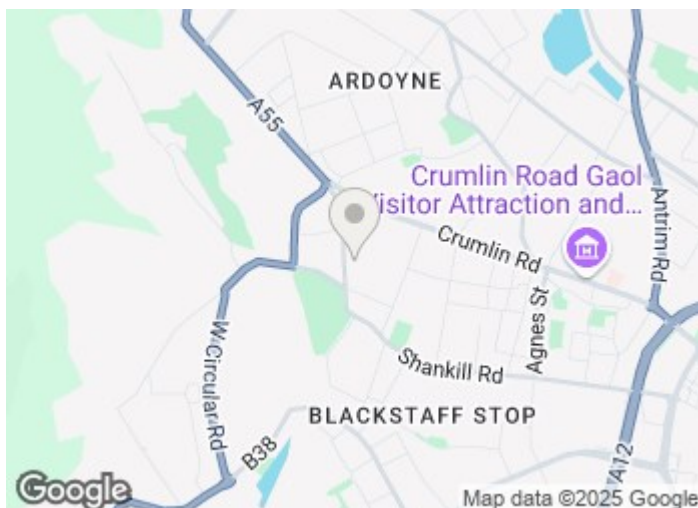 ARDOYNE
A55
Crumlin Road Gaol
Visitor Attraction and...
Antrim Rd
Crumlin Rd
Agnes St
W Circular Rd
Shankill Rd
BLACKSTAFF STOP
B38
A12
Google
Map data ©2025 Google